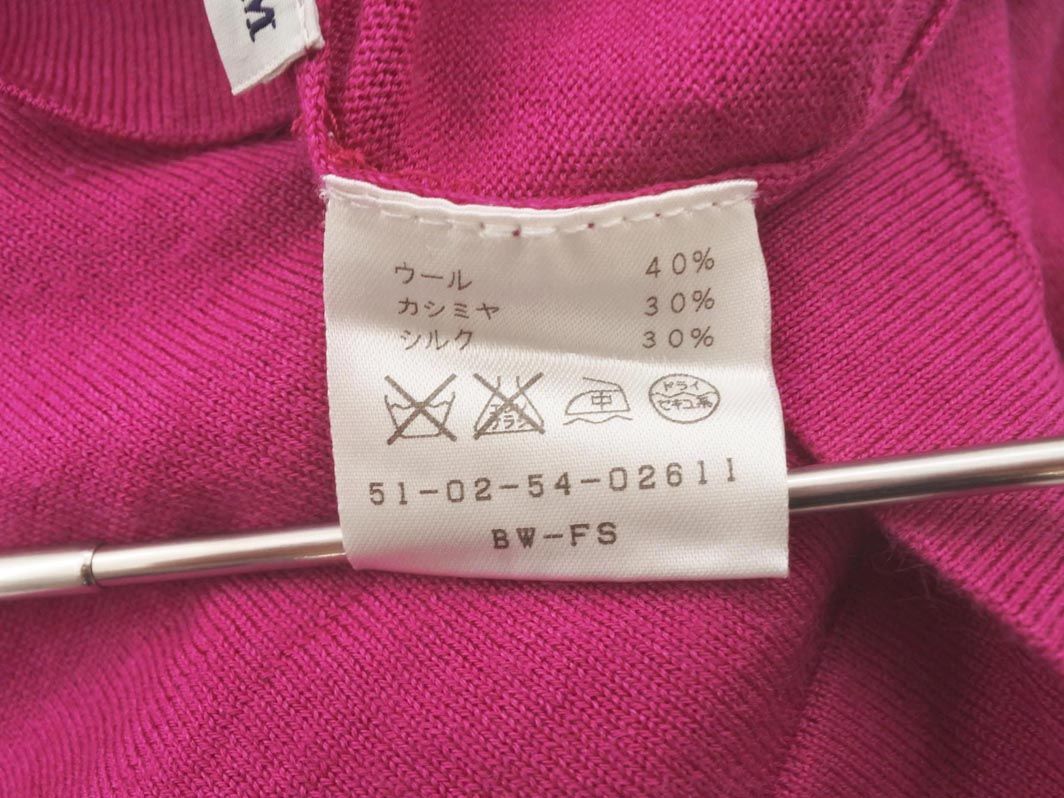 M
ウール 40%
カシミヤ 30%
シルク 30%
中
ドライ
セキユ系
51-02-54-02611
BW-FS